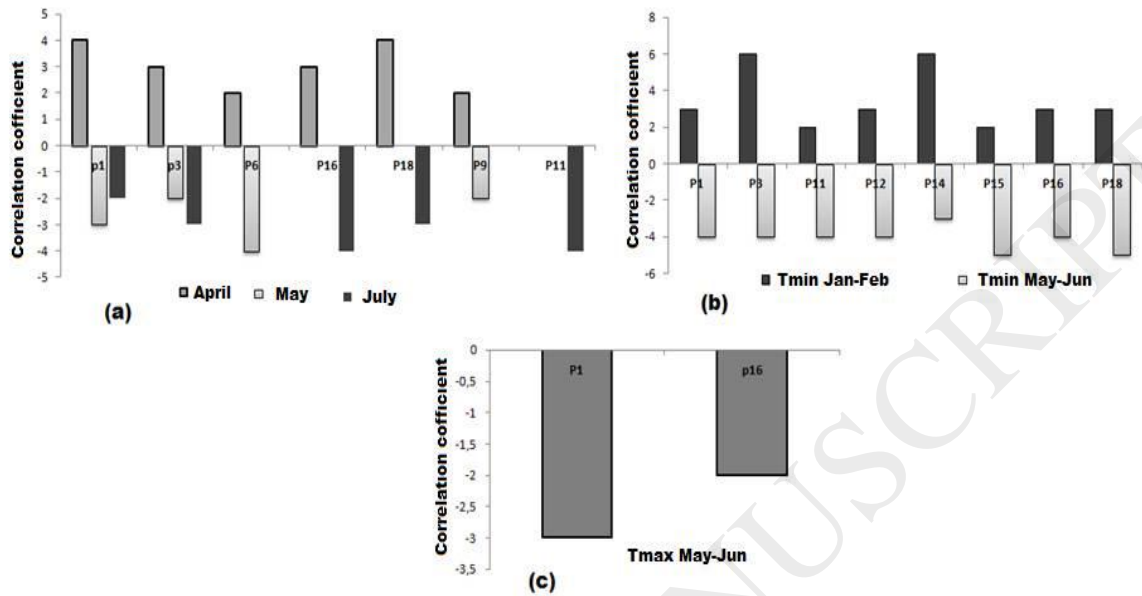 5
4
3
2
1
0
-1
-2
-3
-4
-5
Correlation cofficient
p1
p3
P6
P16
P18
P9
P11
April
May
July
(a)
8
6
4
2
0
-2
-4
-6
Correlation cofficient
P1
P3
P11
P12
P14
P15
P16
P18
Tmin Jan-Feb
Tmin May-Jun
(b)
0
-0,5
-1
-1,5
-2
-2,5
-3
-3,5
Correlation cofficient
P1
p16
Tmax May-Jun
(c)
NUSCRIPT